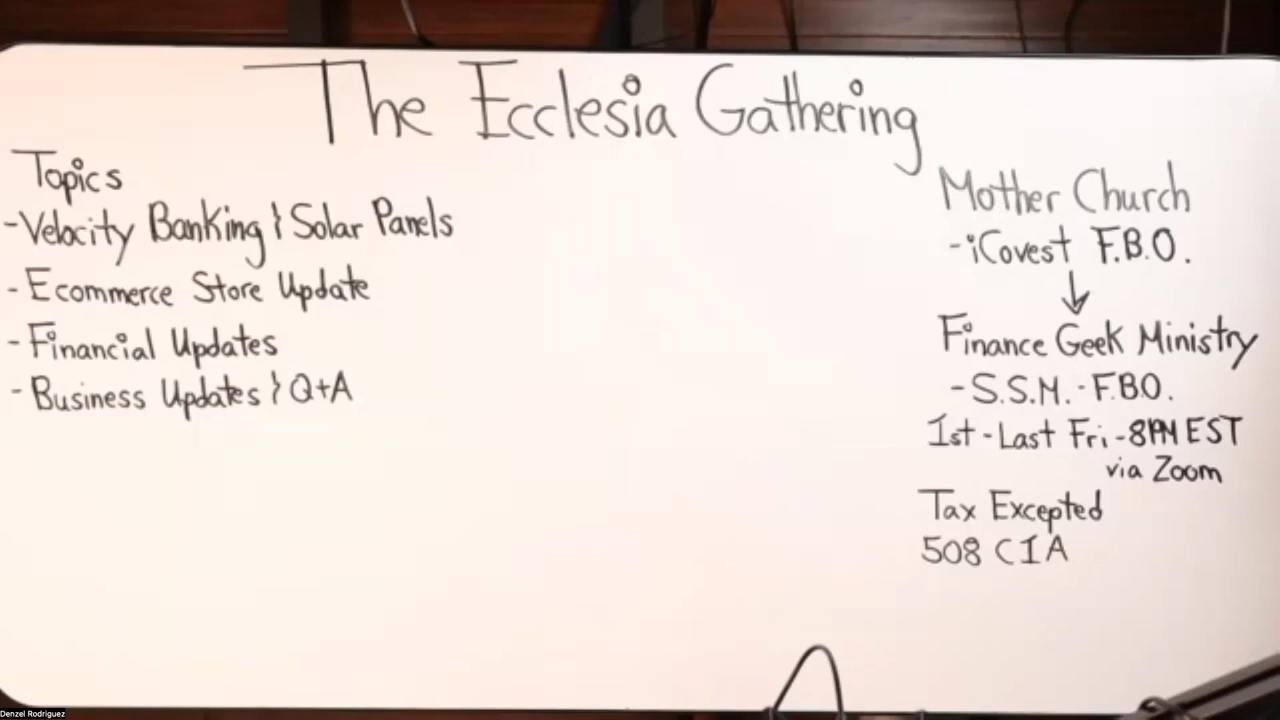 The Ecclesia Gathering
Topics
- Velocity Banking & Solar Panels
- Ecommerce Store Update
- Financial Updates
- Business Updates & Q+A
Mother Church
- iCovest F.B.O.
↓
Finance Geek Ministry
- S.S.M. - F.B.O.
1st - Last Fri - 8PM EST
via Zoom
Tax Excepted
508 C1A
Denzel Rodriguez